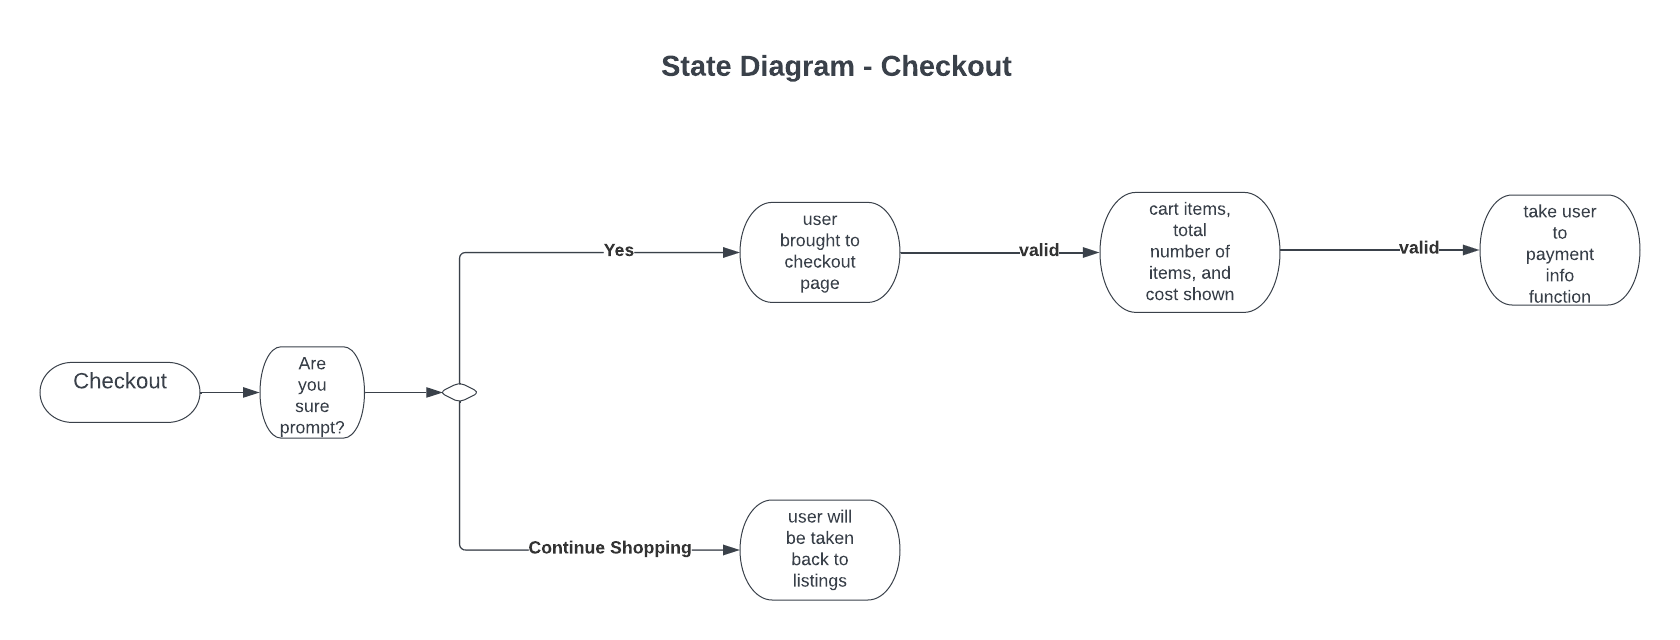 State Diagram - Checkout
Yes
user
brought to
checkout
page
valid
cart items,
total
number of
items, and
cost shown
valid
take user
to
payment
info
function
Checkout
Are
you
sure
prompt?
Continue Shopping
user will
be taken
back to
listings